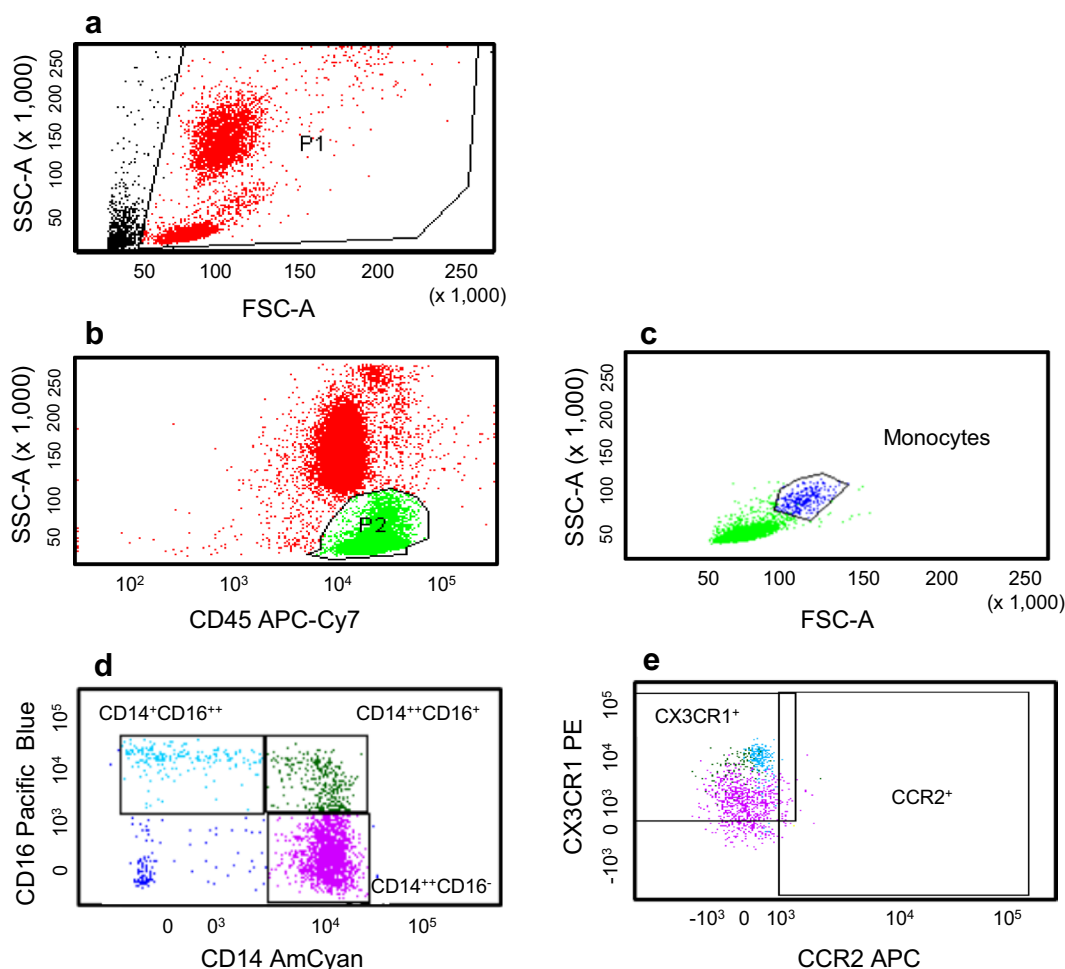 a
SSC-A (x 1,000)
250
200
150
100
50
P1
50 100 150 200 250
(x 1,000)
FSC-A
b
SSC-A (x 1,000)
250
200
150
100
50
P2
10² 10³ 10⁴ 10⁵
CD45 APC-Cy7
c
SSC-A (x 1,000)
250
200
150
100
50
Monocytes
50 100 150 200 250
(x 1,000)
FSC-A
d
CD16 Pacific Blue
10⁵
10⁴
10³
0
CD14⁺CD16⁺⁺
CD14⁺⁺CD16⁺
CD14⁺⁺CD16⁻
0 0³ 10⁴ 10⁵
CD14 AmCyan
e
CX3CR1 PE
10⁵
10⁴
10³
0
-10³
CX3CR1⁺
CCR2⁺
-10³ 0 10³ 10⁴ 10⁵
CCR2 APC